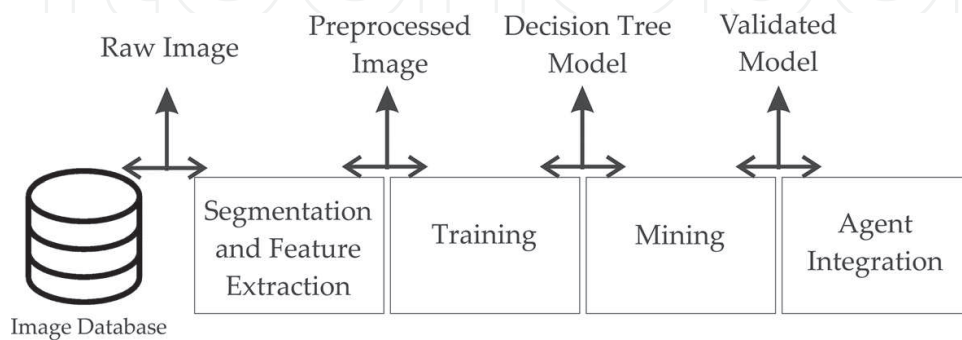 Raw Image
Preprocessed
Image
Decision Tree
Model
Validated
Model
Segmentation
and Feature
Extraction
Training
Mining
Agent
Integration
Image Database